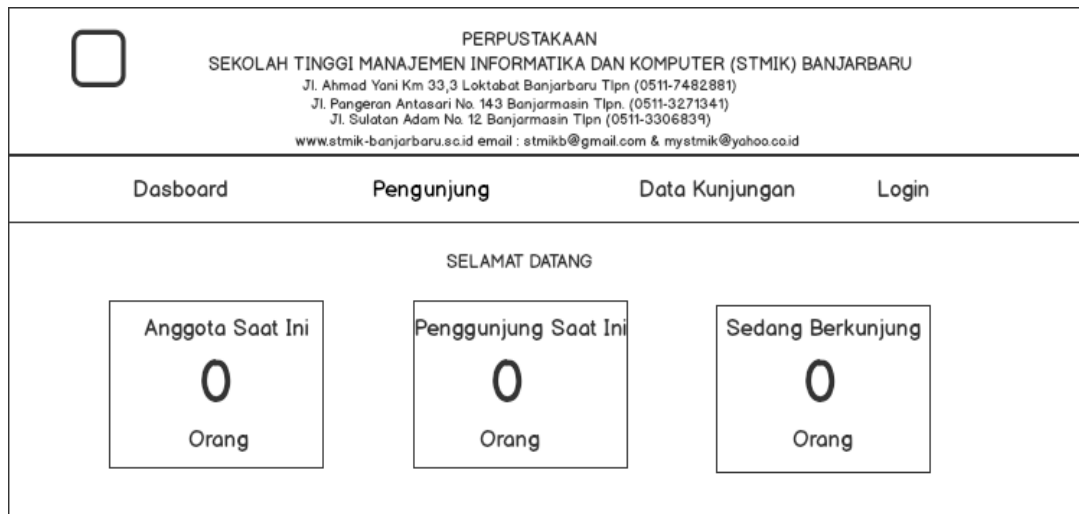 PERPUSTAKAAN
SEKOLAH TINGGI MANAJEMEN INFORMATIKA DAN KOMPUTER (STMIK) BANJARBARU
Jl. Ahmad Yani Km 33,3 Loktabat Banjarbaru Tlpn (0511-7482881)
Jl. Pangeran Antasari No. 143 Banjarmasin Tlpn. (0511-3271341)
Jl. Sulatan Adam No. 12 Banjarmasin Tlpn (0511-3306839)
www.stmik-banjarbaru.sc.id email : stmikb@gmail.com & mystmik@yahoo.co.id
Dasboard Pengunjung Data Kunjungan Login
SELAMAT DATANG
Anggota Saat Ini
0
Orang
Penggunjung Saat Ini
0
Orang
Sedang Berkunjung
0
Orang